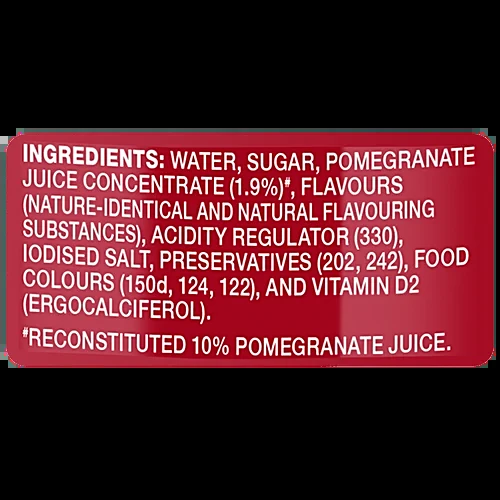 INGREDIENTS: WATER, SUGAR, POMEGRANATE
JUICE CONCENTRATE (1.9%)#, FLAVOURS
(NATURE-IDENTICAL AND NATURAL FLAVOURING
SUBSTANCES), ACIDITY REGULATOR (330),
IODISED SALT, PRESERVATIVES (202, 242), FOOD
COLOURS (150d, 124, 122), AND VITAMIN D2
(ERGOCALCIFEROL).
#RECONSTITUTED 10% POMEGRANATE JUICE.